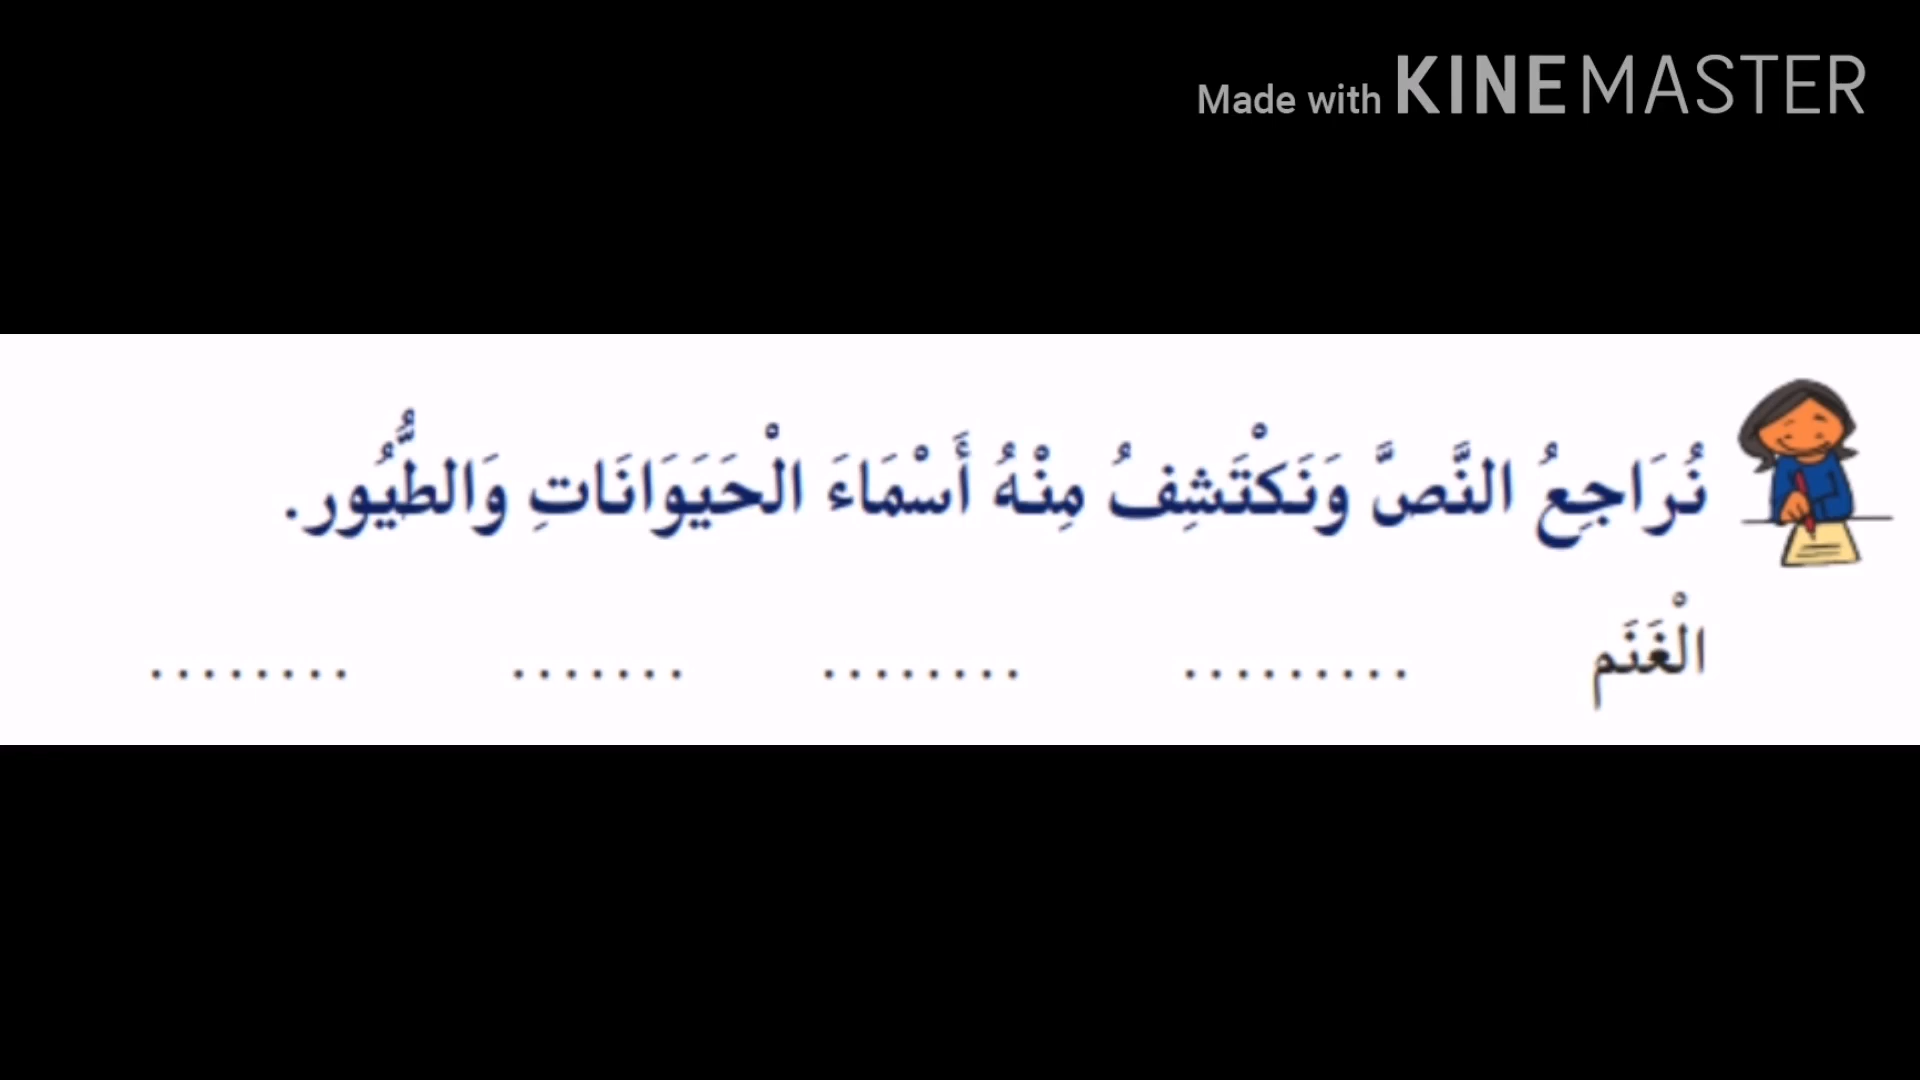 Made with KINEMASTER
نُرَاجِعُ النَّصَّ وَنَكْتَشِفُ مِنْهُ أَسْمَاءَ الْحَيَوَانَاتِ وَالطُّيُور.
الْغَنَم ......... ........ ....... ........